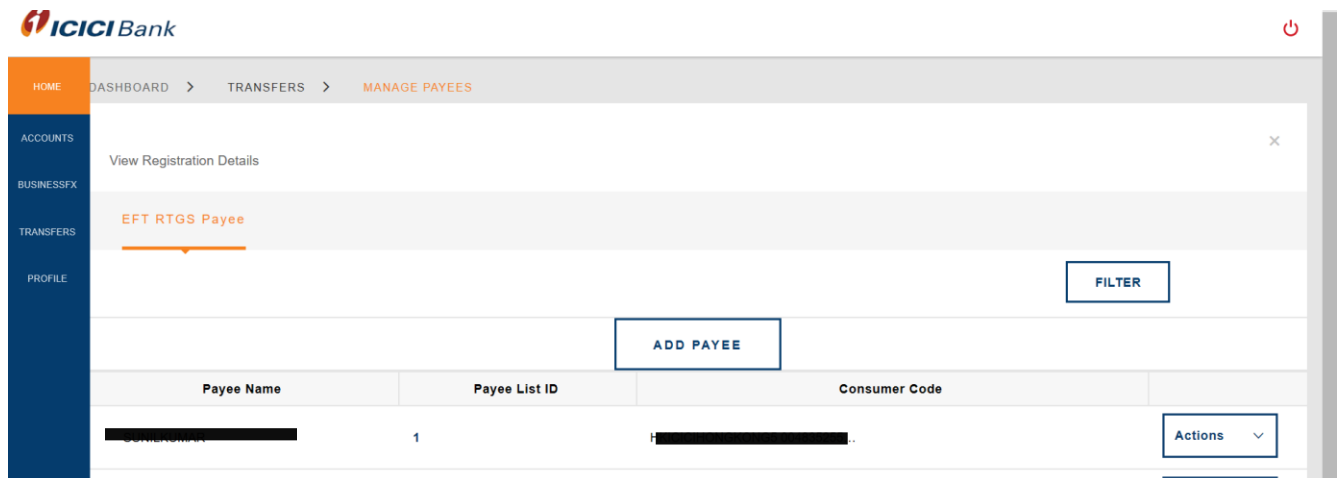 ICICI Bank
HOME
DASHBOARD > TRANSFERS > MANAGE PAYEES
ACCOUNTS
View Registration Details
BUSINESSFX
EFT RTGS Payee
TRANSFERS
PROFILE
FILTER
ADD PAYEE
Payee Name Payee List ID Consumer Code
1 .. Actions